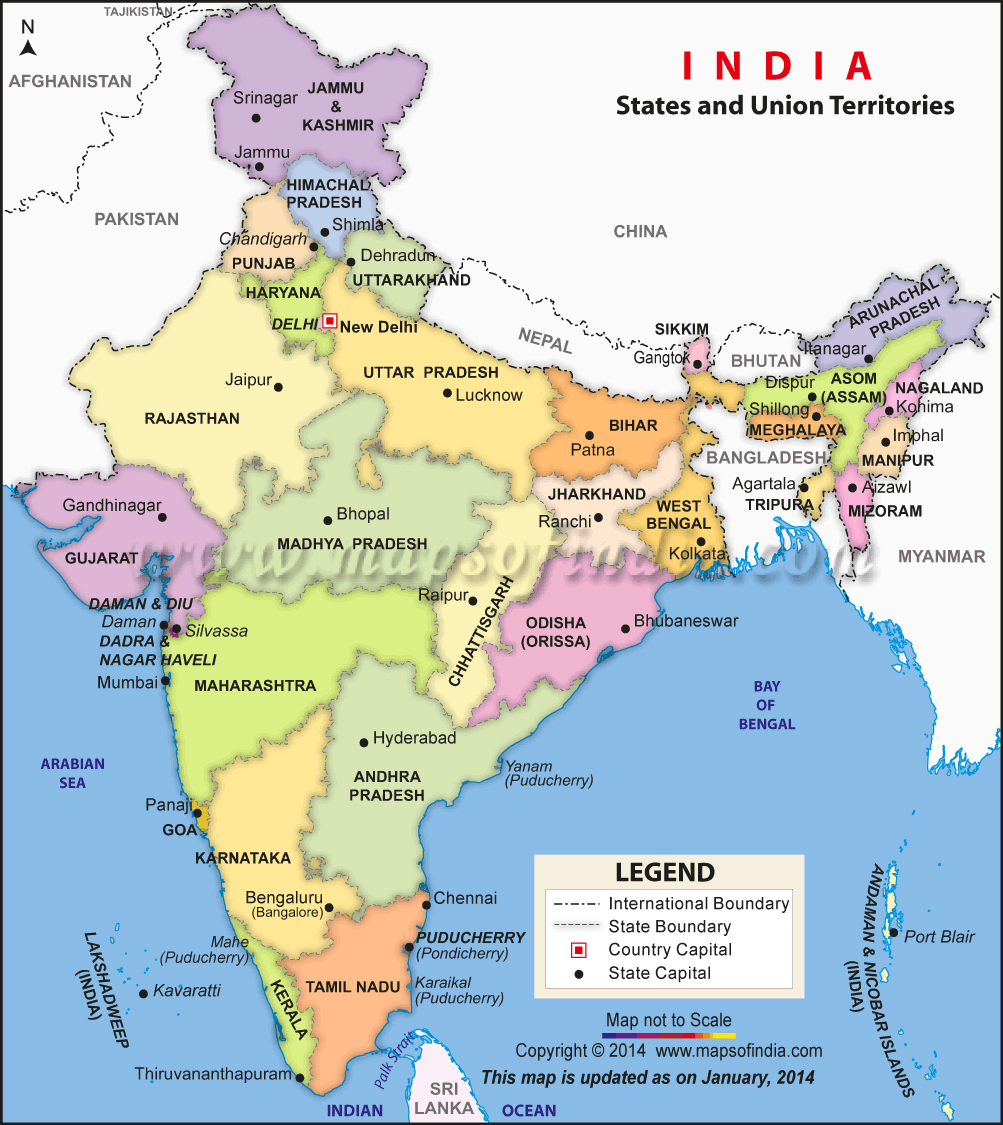 TAJIKISTAN
N
AFGHANISTAN
I N D I A
States and Union Territories
JAMMU
&
KASHMIR
Srinagar
Jammu
HIMACHAL
PRADESH
Shimla
PAKISTAN
CHINA
Chandigarh
PUNJAB
Dehradun
UTTARAKHAND
HARYANA
DELHI
New Delhi
NEPAL
SIKKIM
Gangtok
BHUTAN
ARUNACHAL
PRADESH
Itanagar
UTTAR PRADESH
Lucknow
Jaipur
RAJASTHAN
Dispur
ASOM
(ASSAM)
NAGALAND
Kohima
Shillong
MEGHALAYA
BIHAR
Patna
Imphal
MANIPUR
BANGLADESH
Agartala
TRIPURA
Aizawl
MIZORAM
JHARKHAND
Ranchi
WEST
BENGAL
Kolkata
Gandhinagar
GUJARAT
Bhopal
MADHYA PRADESH
www.mapsofindia.com
MYANMAR
Raipur
CHHATTISGARH
ODISHA
(ORISSA)
Bhubaneswar
DAMAN & DIU
Daman
Silvassa
DADRA &
NAGAR HAVELI
Mumbai
MAHARASHTRA
BAY
OF
BENGAL
Hyderabad
ARABIAN
SEA
ANDHRA
PRADESH
Yanam
(Puducherry)
Panaji
GOA
KARNATAKA
Bengaluru
(Bangalore)
Chennai
LEGEND
International Boundary
State Boundary
Country Capital
State Capital
Mahe
(Puducherry)
PUDUCHERRY
(Pondicherry)
Karaikal
(Puducherry)
TAMIL NADU
KERALA
LAKSHADWEEP
(INDIA)
Kavaratti
ANDAMAN & NICOBAR ISLANDS
(INDIA)
Port Blair
Thiruvananthapuram
Palk Strait
SRI
LANKA
INDIAN OCEAN
Map not to Scale
Copyright © 2014 www.mapsofindia.com
This map is updated as on January, 2014